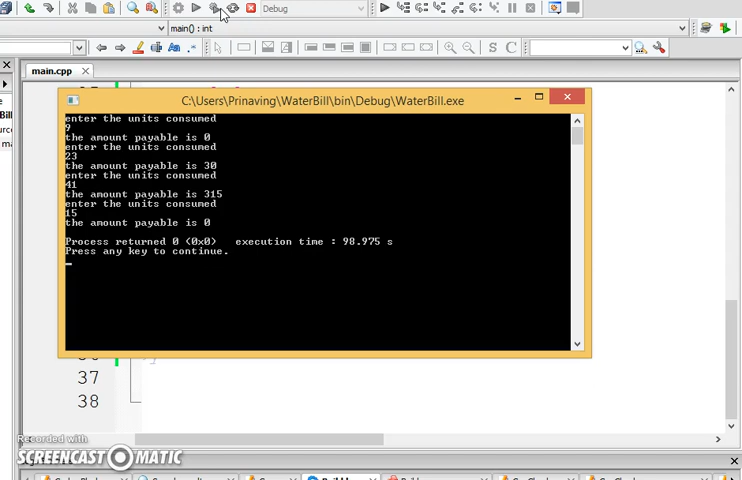 Debug
main() : int
S C
main.cpp
C:\Users\Prinaving\WaterBill\bin\Debug\WaterBill.exe
enter the units consumed
9
the amount payable is 0
enter the units consumed
23
the amount payable is 30
enter the units consumed
41
the amount payable is 315
enter the units consumed
15
the amount payable is 0
Process returned 0 (0x0) execution time : 98.975 s
Press any key to continue.
37
38
Recorded with
SCREENCAST MATIC